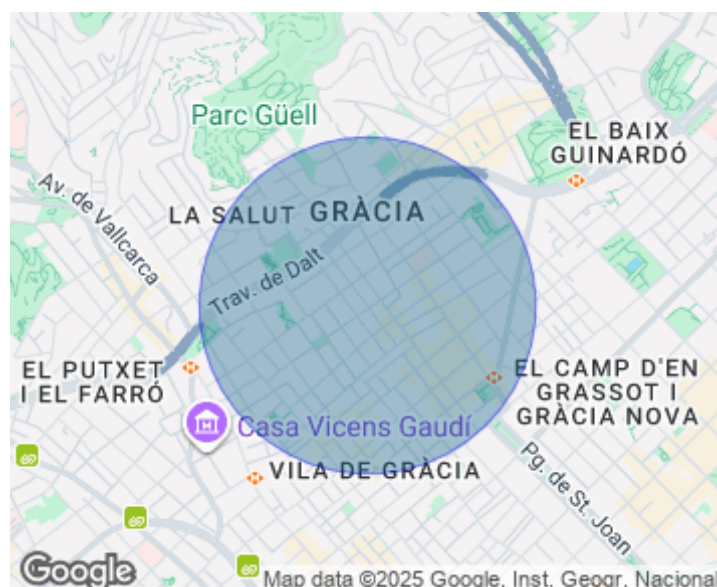 Parc Güell
EL BAIX
GUINARDÓ
Av. de Vallcarca
LA SALUT
GRÀCIA
Trav. de Dalt
EL PUTXET
I EL FARRÓ
EL CAMP D'EN
GRASSOT I
GRÀCIA NOVA
Casa Vicens Gaudí
VILA DE GRÀCIA
Pg. de St. Joan
Google
Map data ©2025 Google, Inst. Geogr. Nacional